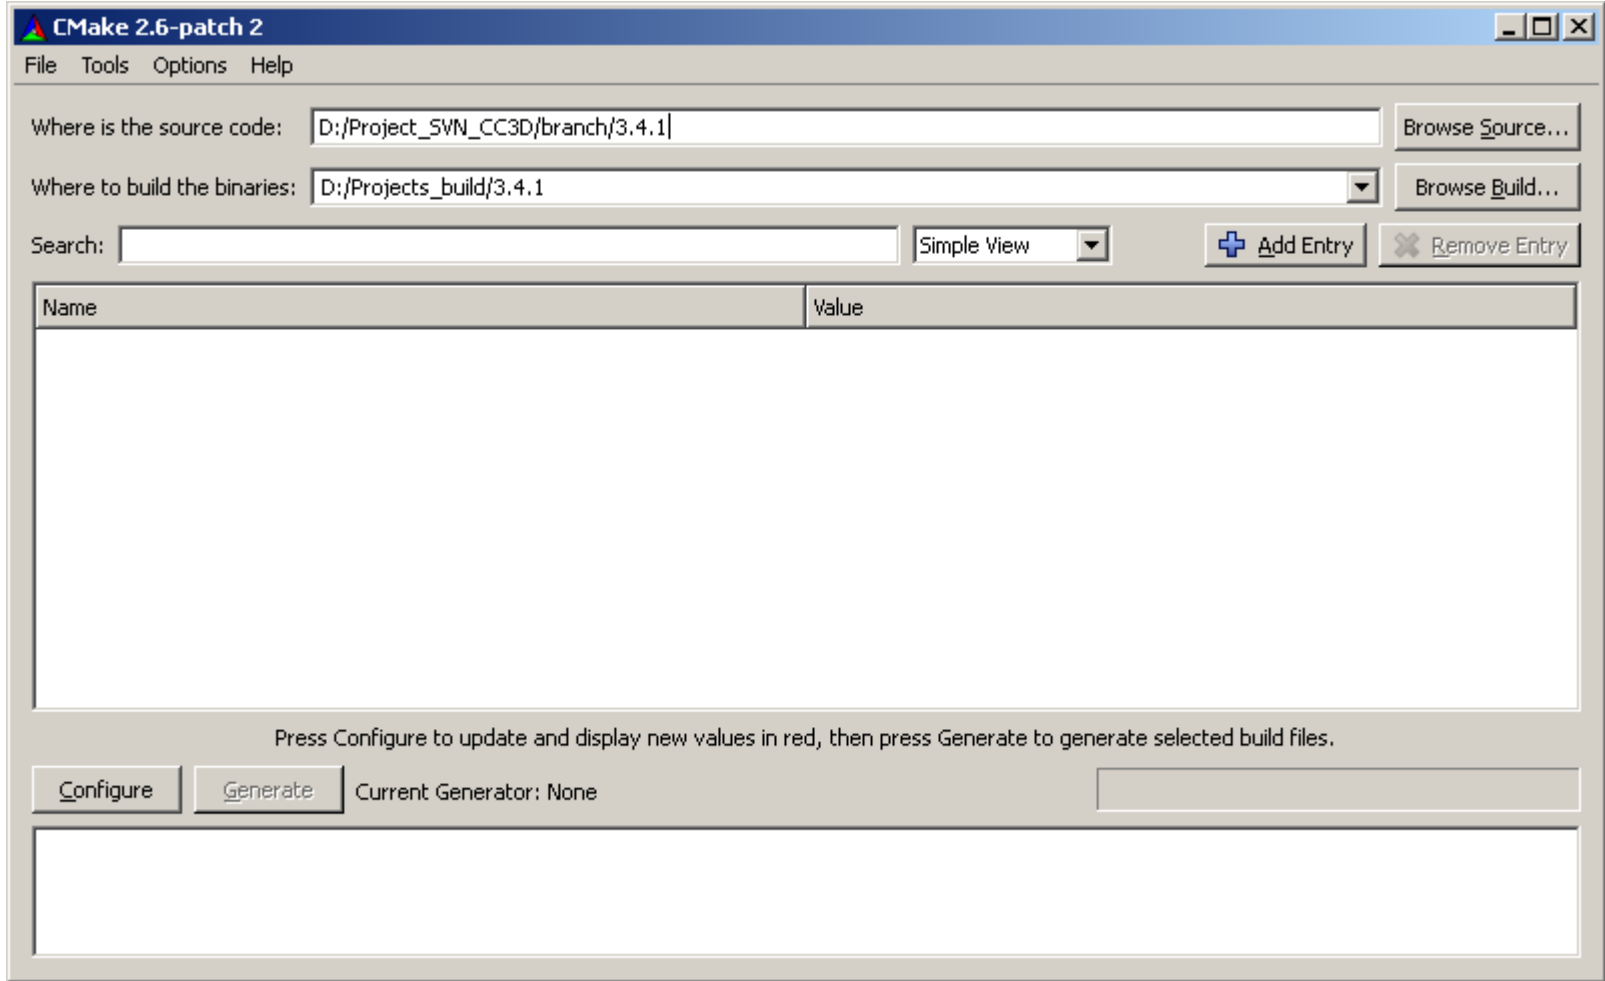 CMake 2.6-patch 2
File Tools Options Help
Where is the source code: D:/Project_SVN_CC3D/branch/3.4.1 Browse Source...
Where to build the binaries: D:/Projects_build/3.4.1 Browse Build...
Search: Simple View Add Entry Remove Entry
Name Value
Press Configure to update and display new values in red, then press Generate to generate selected build files.
Configure Generate Current Generator: None